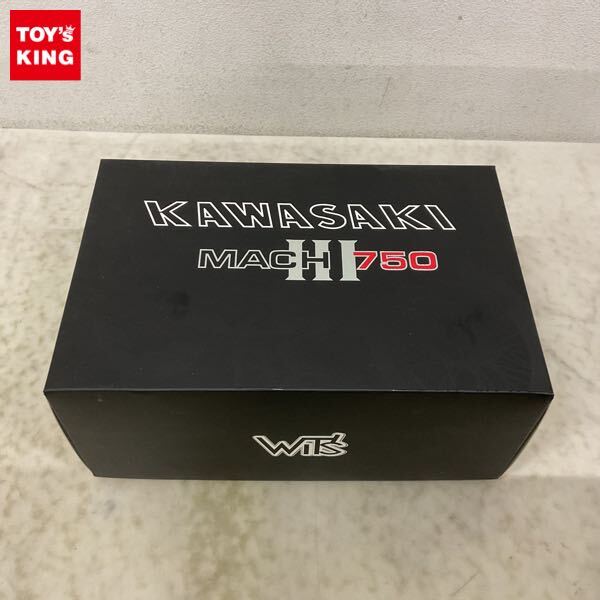 TOY's
KING
KAWASAKI
MACH III 750
WiT's